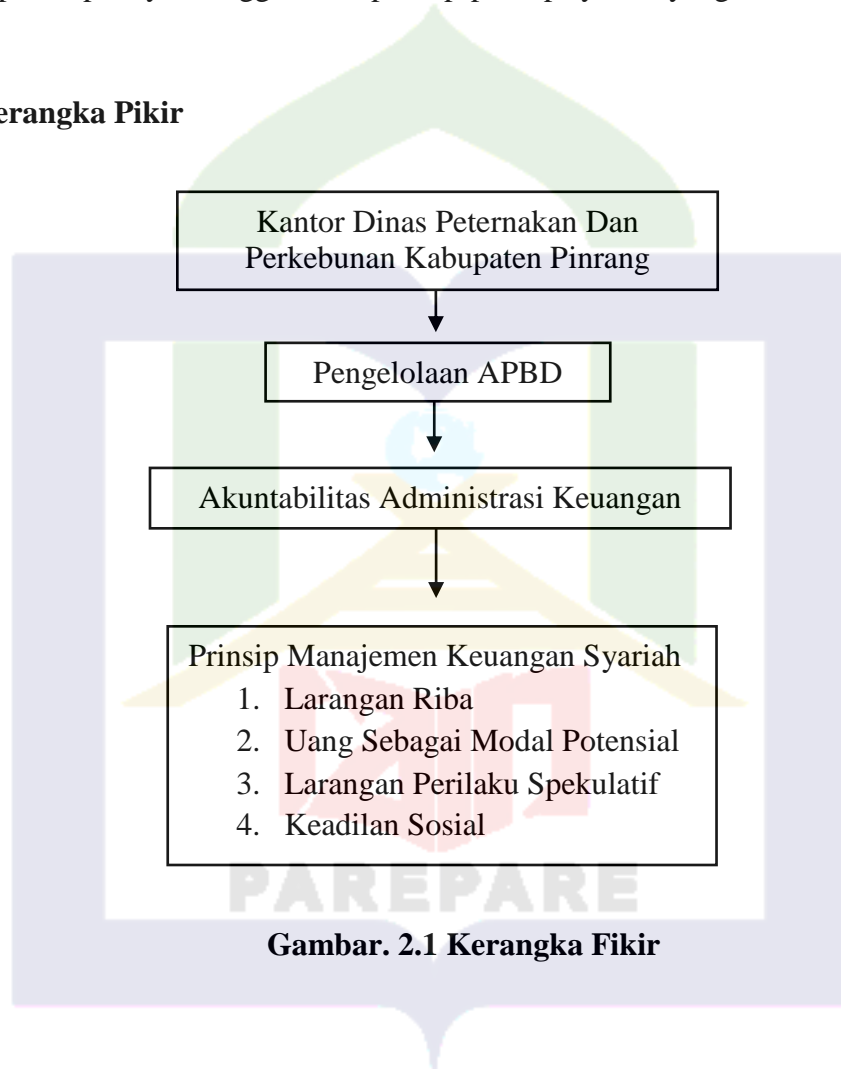 Kerangka Pikir
Kantor Dinas Peternakan Dan
Perkebunan Kabupaten Pinrang
Pengelolaan APBD
Akuntabilitas Administrasi Keuangan
Prinsip Manajemen Keuangan Syariah
1. Larangan Riba
2. Uang Sebagai Modal Potensial
3. Larangan Perilaku Spekulatif
4. Keadilan Sosial
PAREPARE
Gambar. 2.1 Kerangka Fikir